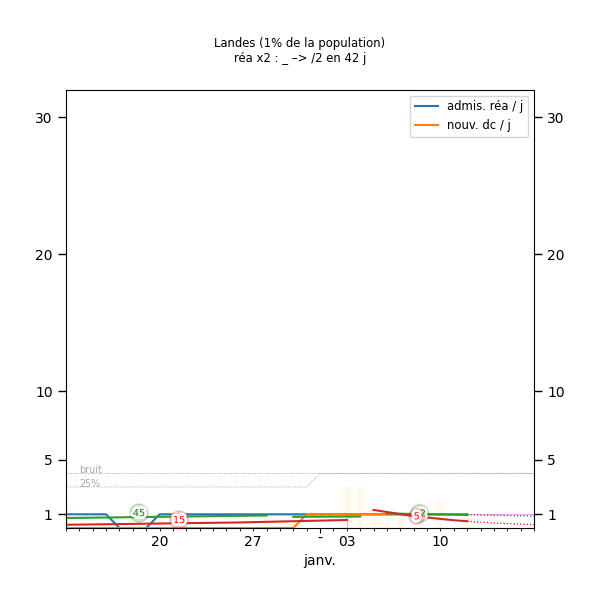 Landes (1% de la population)
réa x2 : _ –> /2 en 42 j
admis. réa / j
nouv. dc / j
30 30
20 20
10 10
5 5
bruit
25%
1 45 15 5 1
20 27 - 03 10
janv.